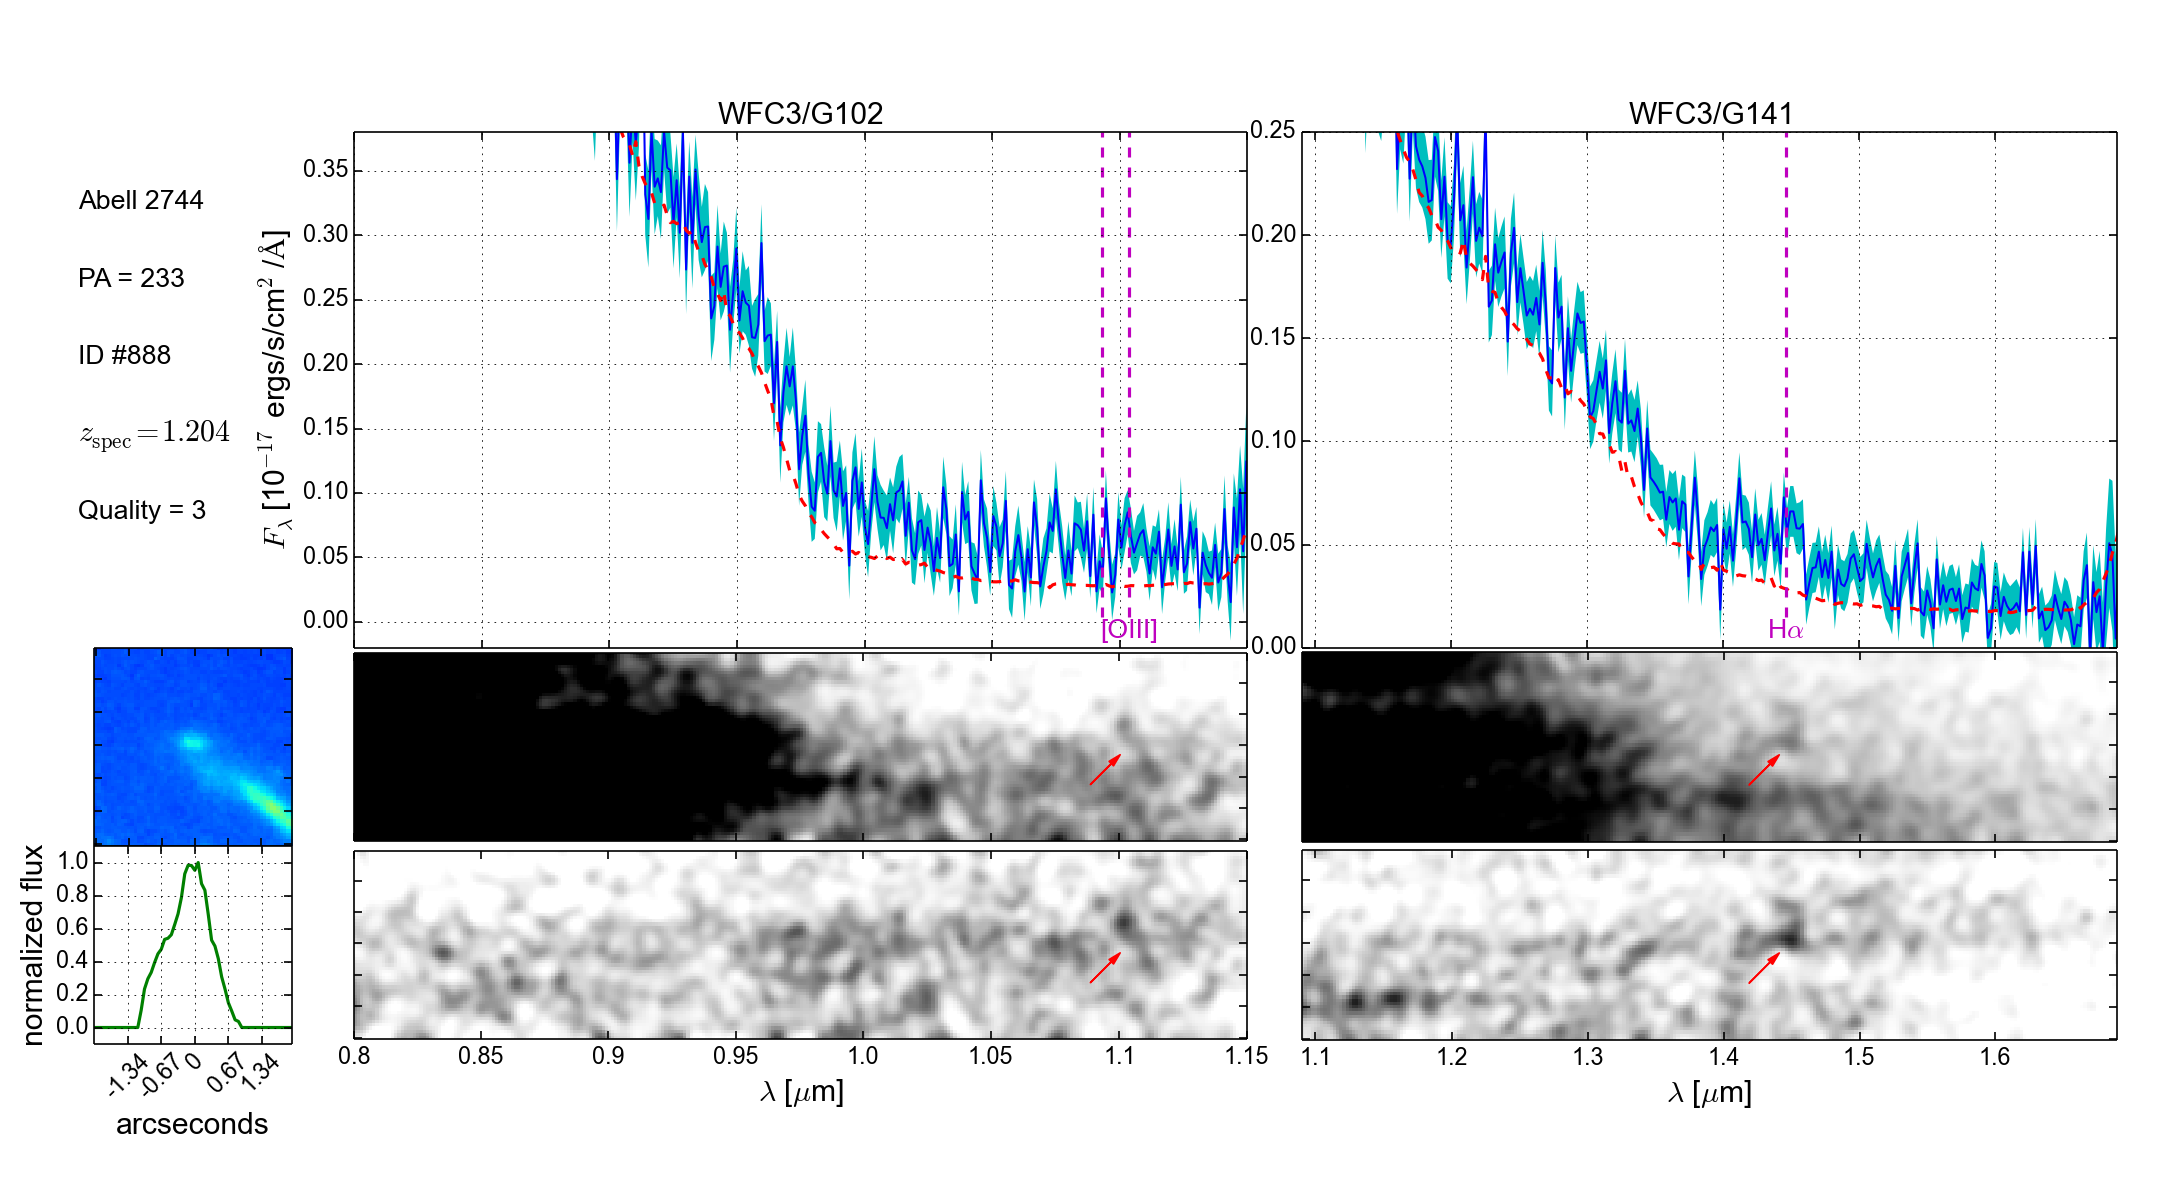 WFC3/G102
WFC3/G141
Abell 2744
PA = 233
ID #888
z_spec = 1.204
Quality = 3
F_λ [10^−17 ergs/s/cm^2 /Å]
0.35
0.30
0.25
0.20
0.15
0.10
0.05
0.00
[OIII]
0.25
0.20
0.15
0.10
0.05
0.00
Hα
normalized flux
1.0
0.8
0.6
0.4
0.2
0.0
-1.34 -0.67 0 0.67 1.34
arcseconds
0.8 0.85 0.9 0.95 1.0 1.05 1.1 1.15
λ [μm]
1.1 1.2 1.3 1.4 1.5 1.6
λ [μm]